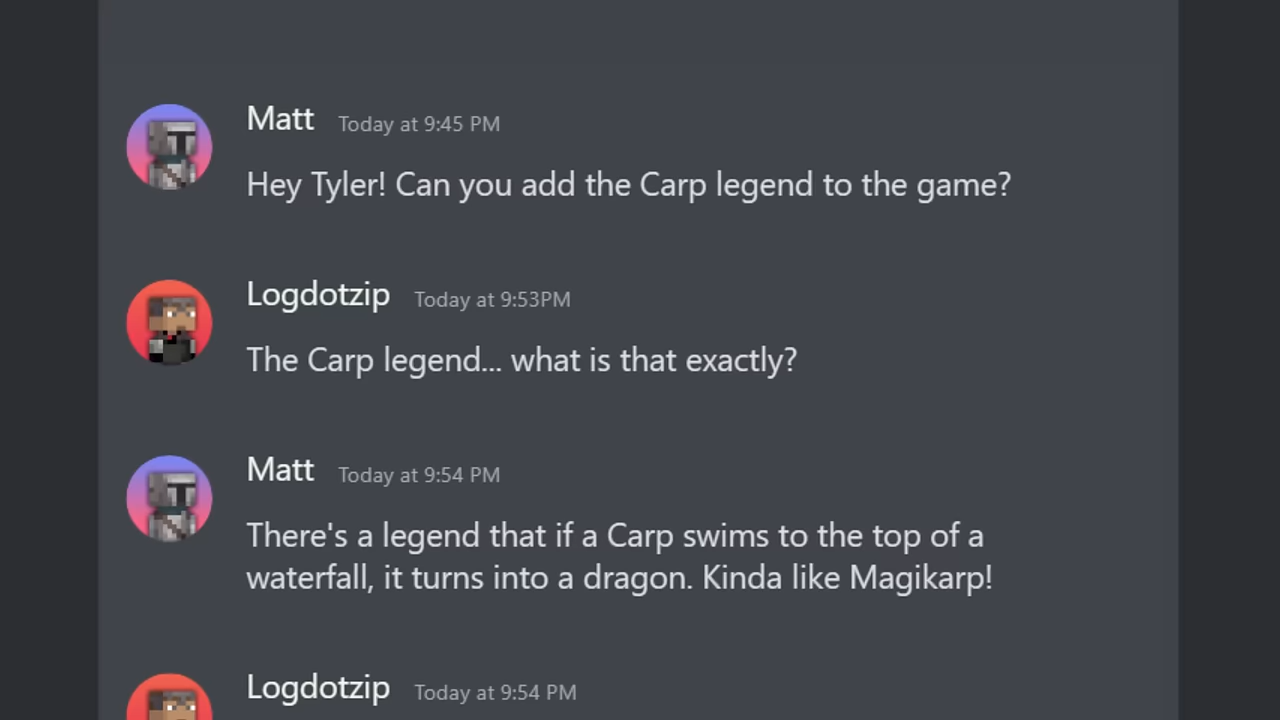 Matt Today at 9:45 PM
Hey Tyler! Can you add the Carp legend to the game?
Logdotzip Today at 9:53PM
The Carp legend... what is that exactly?
Matt Today at 9:54 PM
There's a legend that if a Carp swims to the top of a
waterfall, it turns into a dragon. Kinda like Magikarp!
Logdotzip Today at 9:54 PM